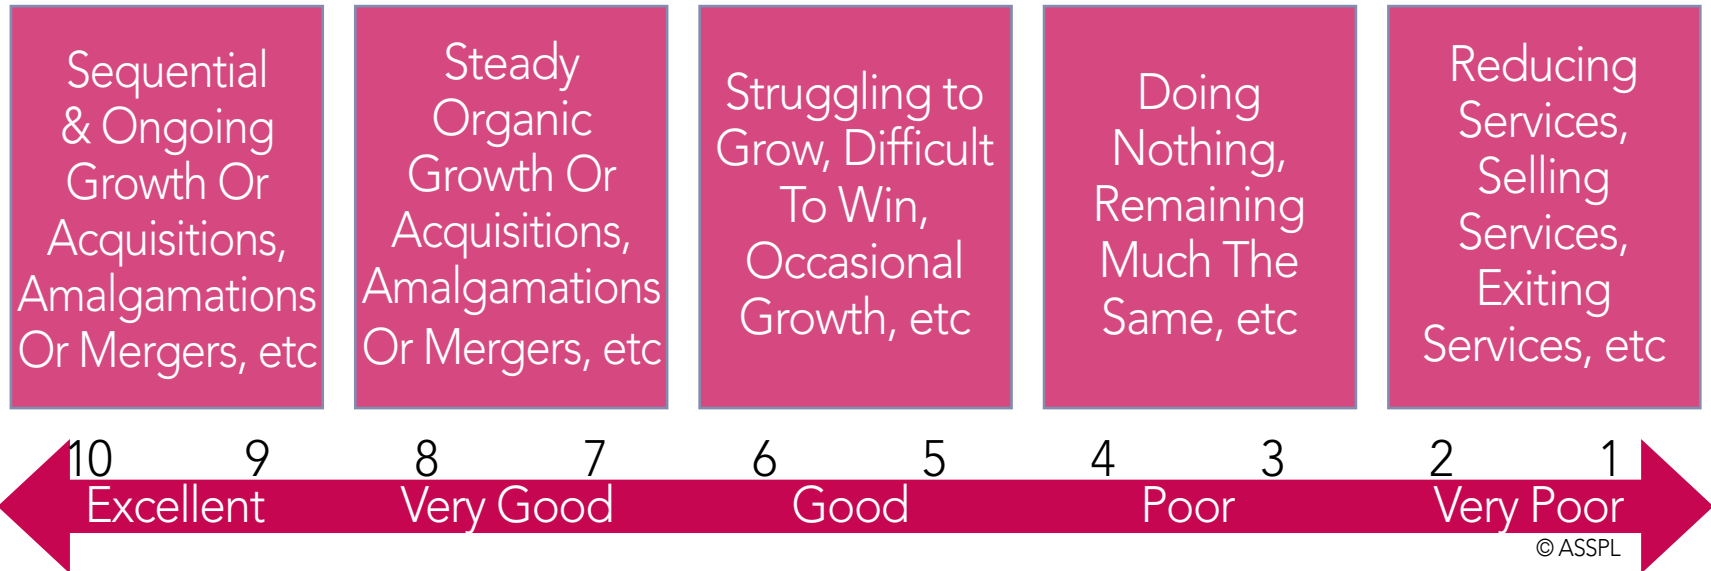 Sequential
& Ongoing
Growth Or
Acquisitions,
Amalgamations
Or Mergers, etc
Steady
Organic
Growth Or
Acquisitions,
Amalgamations
Or Mergers, etc
Struggling to
Grow, Difficult
To Win,
Occasional
Growth, etc
Doing
Nothing,
Remaining
Much The
Same, etc
Reducing
Services,
Selling
Services,
Exiting
Services, etc
10 9 8 7 6 5 4 3 2 1
Excellent Very Good Good Poor Very Poor
© ASSPL